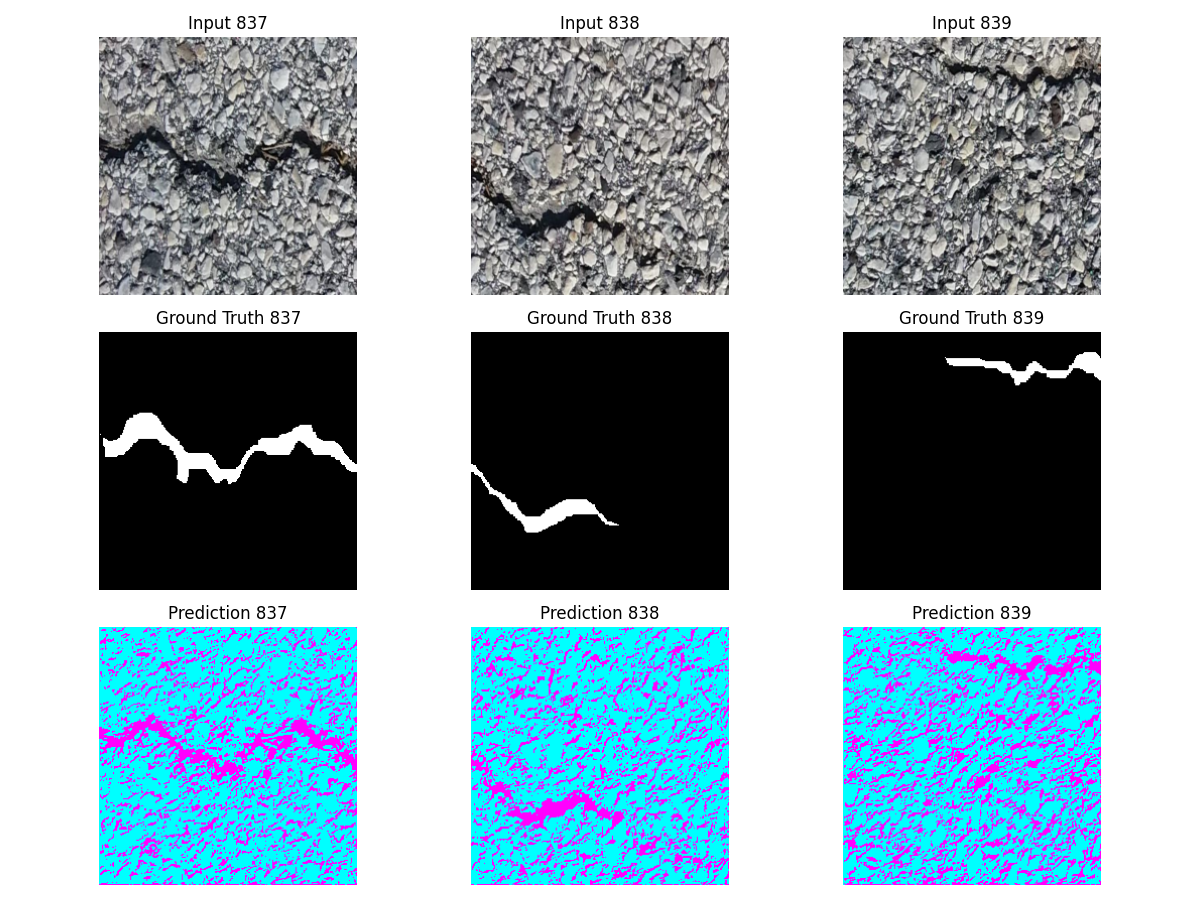 Input 837
Input 838
Input 839
Ground Truth 837
Ground Truth 838
Ground Truth 839
Prediction 837
Prediction 838
Prediction 839